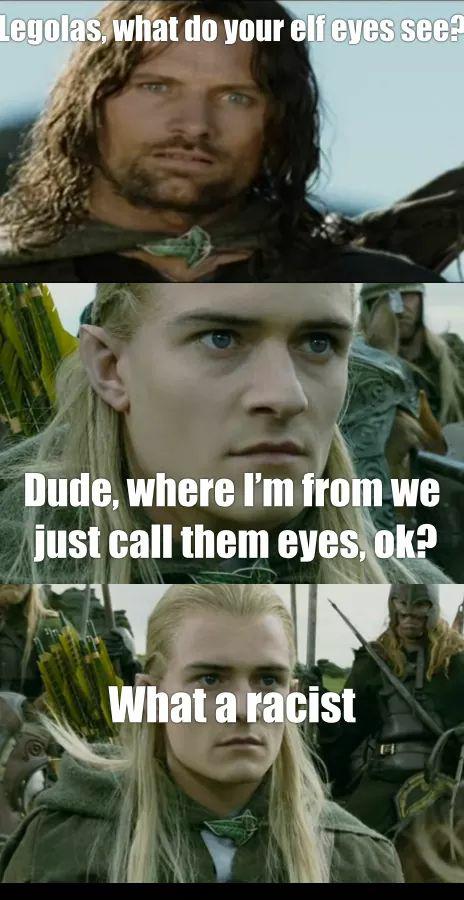 Legolas, what do your elf eyes see?
Dude, where I'm from we
just call them eyes, ok?
What a racist